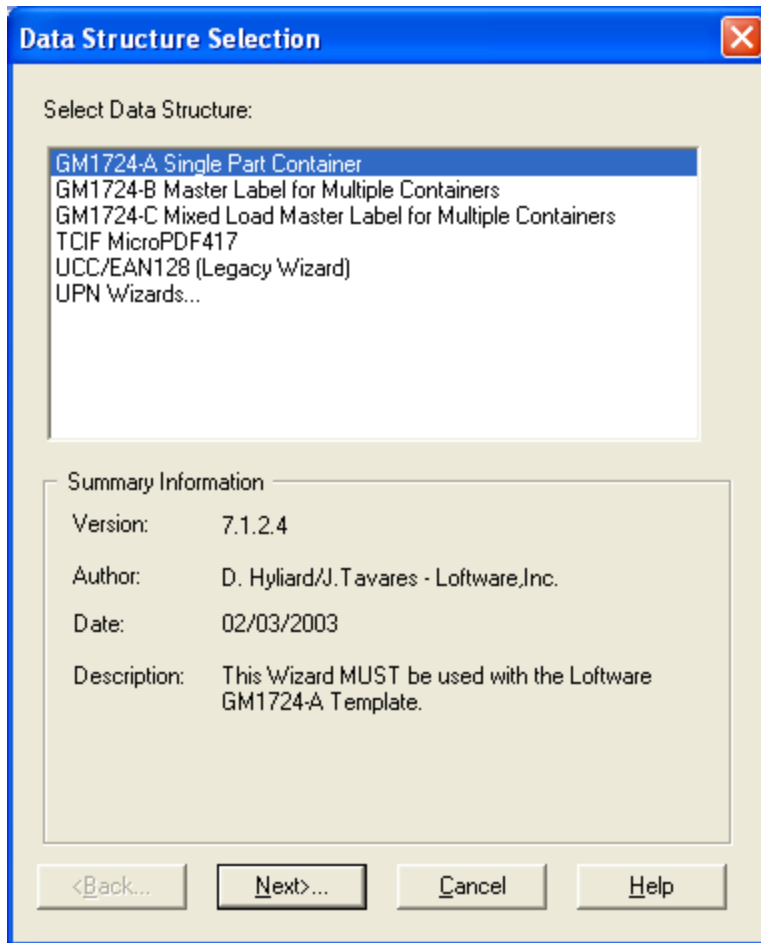 Data Structure Selection
Select Data Structure:
GM1724-A Single Part Container
GM1724-B Master Label for Multiple Containers
GM1724-C Mixed Load Master Label for Multiple Containers
TCIF MicroPDF417
UCC/EAN128 (Legacy Wizard)
UPN Wizards...
Summary Information
Version: 7.1.2.4
Author: D. Hyliard/J.Tavares - Loftware,Inc.
Date: 02/03/2003
Description: This Wizard MUST be used with the Loftware
GM1724-A Template.
<Back... Next>... Cancel Help